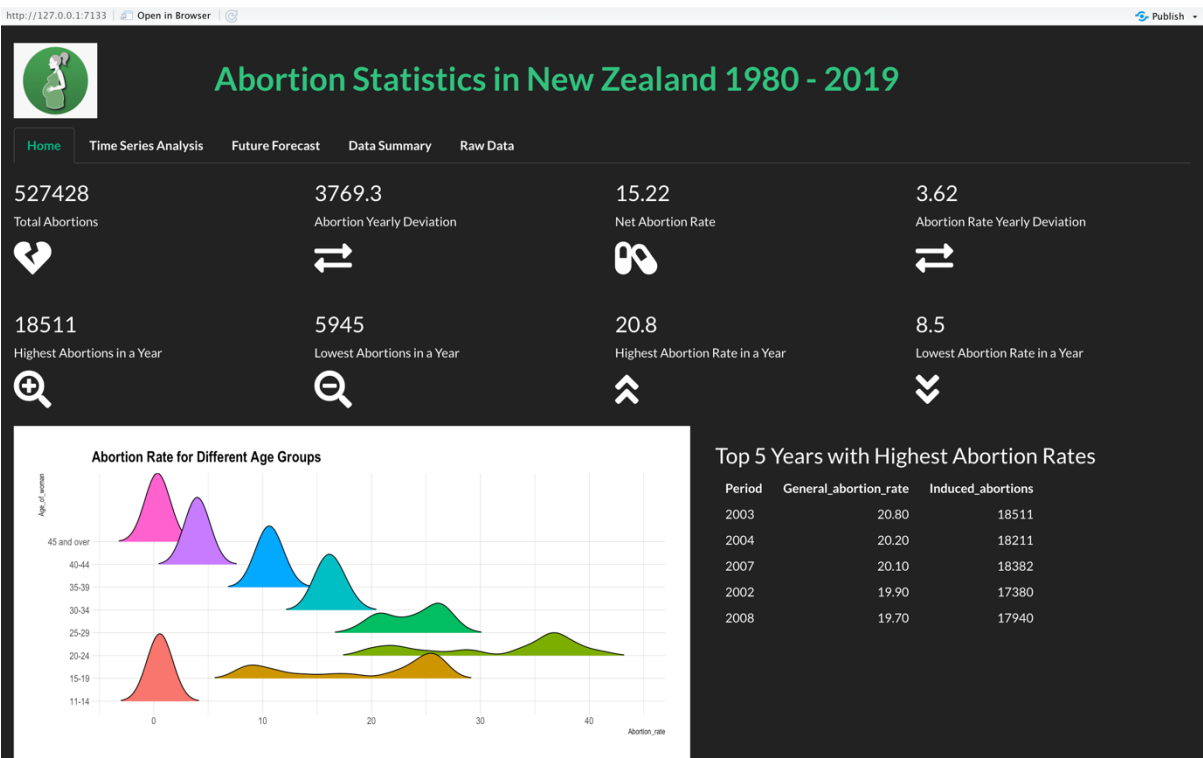 http://127.0.0.1:7133 Open in Browser Publish
Abortion Statistics in New Zealand 1980 - 2019
Home Time Series Analysis Future Forecast Data Summary Raw Data
527428 3769.3 15.22 3.62
Total Abortions Abortion Yearly Deviation Net Abortion Rate Abortion Rate Yearly Deviation
18511 5945 20.8 8.5
Highest Abortions in a Year Lowest Abortions in a Year Highest Abortion Rate in a Year Lowest Abortion Rate in a Year
Abortion Rate for Different Age Groups
Age_of_woman
45 and over
40-44
35-39
30-34
25-29
20-24
15-19
11-14
0 10 20 30 40
Abortion_rate
Top 5 Years with Highest Abortion Rates
Period General_abortion_rate Induced_abortions
2003 20.80 18511
2004 20.20 18211
2007 20.10 18382
2002 19.90 17380
2008 19.70 17940